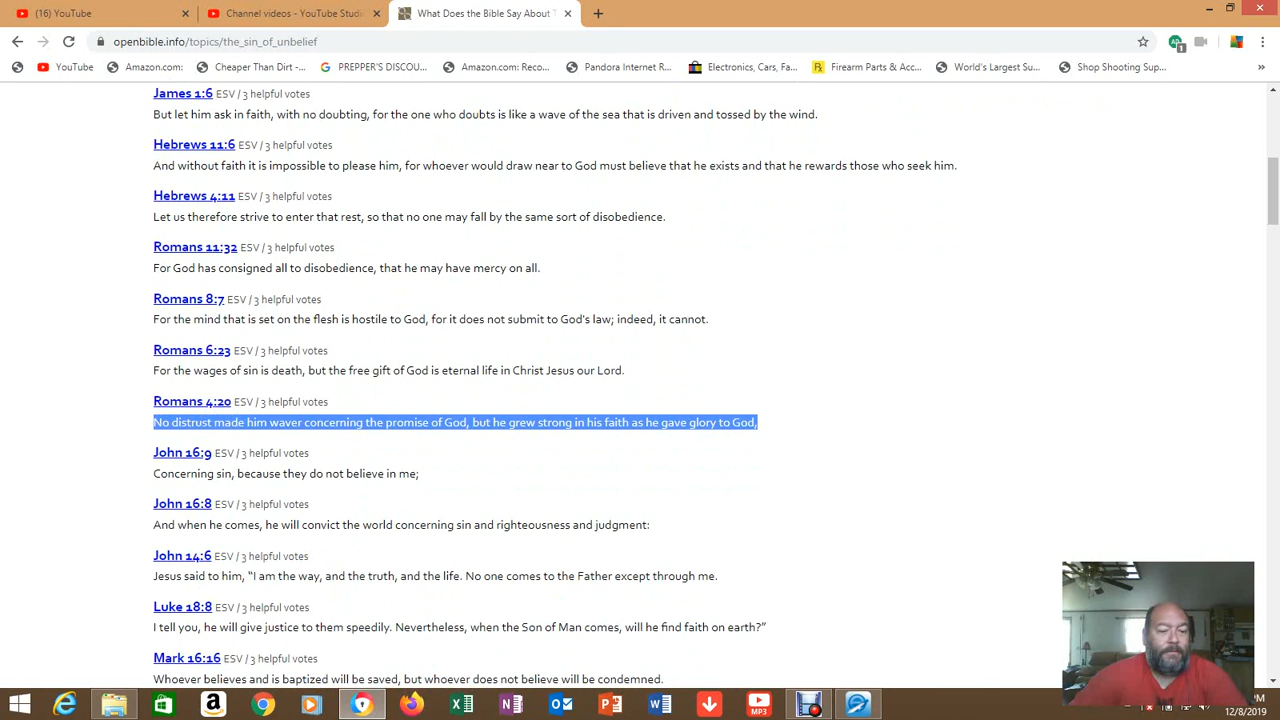 (16) YouTube
Channel videos - YouTube Studi
What Does the Bible Say About T
openbible.info/topics/the_sin_of_unbelief
1
YouTube
Amazon.com:
Cheaper Than Dirt -...
PREPPER'S DISCOU...
Amazon.com: Reco...
Pandora Internet R...
Electronics, Cars, Fa...
Firearm Parts & Acc...
World's Largest Su...
Shop Shooting Sup...
»
James 1:6 ESV / 3 helpful votes
But let him ask in faith, with no doubting, for the one who doubts is like a wave of the sea that is driven and tossed by the wind.
Hebrews 11:6 ESV / 3 helpful votes
And without faith it is impossible to please him, for whoever would draw near to God must believe that he exists and that he rewards those who seek him.
Hebrews 4:11 ESV / 3 helpful votes
Let us therefore strive to enter that rest, so that no one may fall by the same sort of disobedience.
Romans 11:32 ESV / 3 helpful votes
For God has consigned all to disobedience, that he may have mercy on all.
Romans 8:7 ESV / 3 helpful votes
For the mind that is set on the flesh is hostile to God, for it does not submit to God's law; indeed, it cannot.
Romans 6:23 ESV / 3 helpful votes
For the wages of sin is death, but the free gift of God is eternal life in Christ Jesus our Lord.
Romans 4:20 ESV / 3 helpful votes
No distrust made him waver concerning the promise of God, but he grew strong in his faith as he gave glory to God,
John 16:9 ESV / 3 helpful votes
Concerning sin, because they do not believe in me;
John 16:8 ESV / 3 helpful votes
And when he comes, he will convict the world concerning sin and righteousness and judgment:
John 14:6 ESV / 3 helpful votes
Jesus said to him, “I am the way, and the truth, and the life. No one comes to the Father except through me.
Luke 18:8 ESV / 3 helpful votes
I tell you, he will give justice to them speedily. Nevertheless, when the Son of Man comes, will he find faith on earth?”
Mark 16:16 ESV / 3 helpful votes
Whoever believes and is baptized will be saved, but whoever does not believe will be condemned.
MP3
12/8/2019